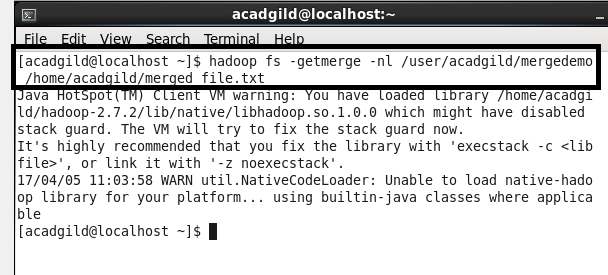 acadgild@localhost:~
File Edit View Search Terminal Help
[acadgild@localhost ~]$ hadoop fs -getmerge -nl /user/acadgild/mergedemo
/home/acadgild/merged file.txt
Java HotSpot(TM) Client VM warning: You have loaded library /home/acadgi
ld/hadoop-2.7.2/lib/native/libhadoop.so.1.0.0 which might have disabled
stack guard. The VM will try to fix the stack guard now.
It's highly recommended that you fix the library with 'execstack -c <lib
file>', or link it with '-z noexecstack'.
17/04/05 11:03:58 WARN util.NativeCodeLoader: Unable to load native-hado
op library for your platform... using builtin-java classes where applica
ble
[acadgild@localhost ~]$